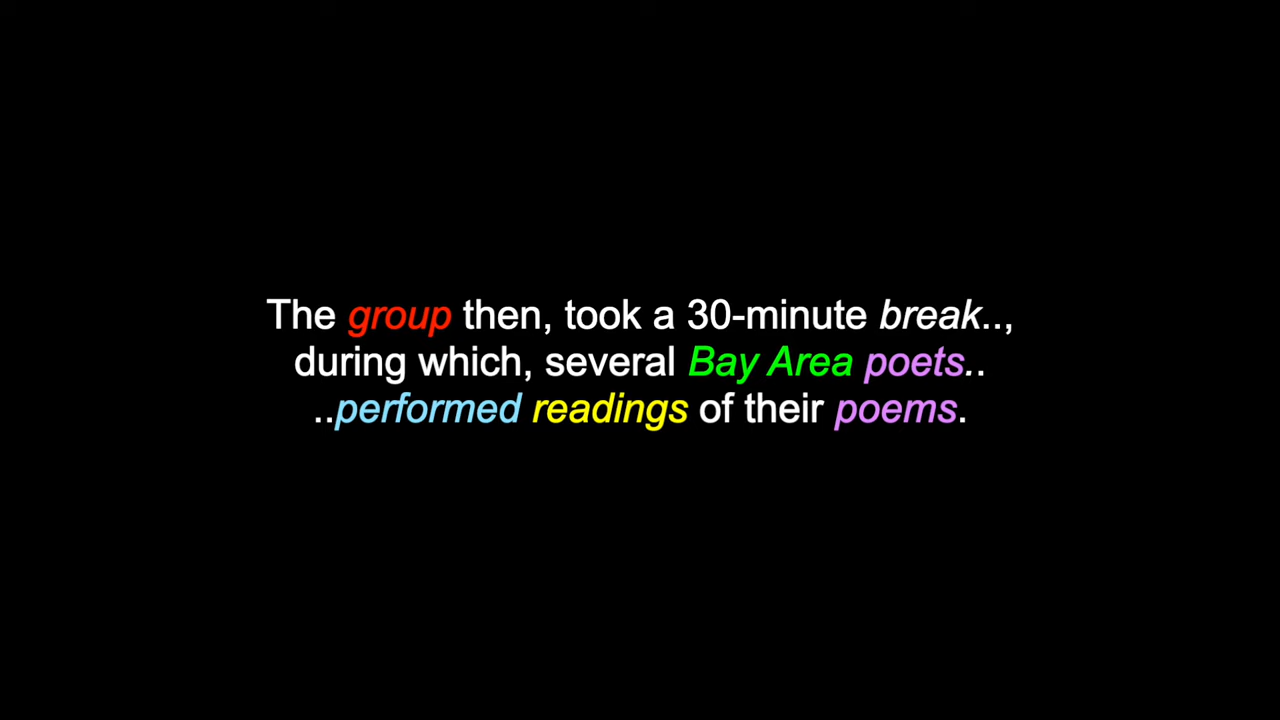 The group then, took a 30-minute break..,
during which, several Bay Area poets..
..performed readings of their poems.